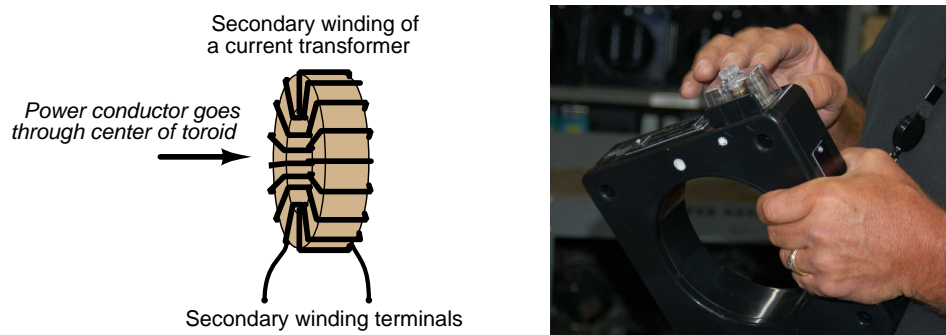 Secondary winding of
a current transformer
Power conductor goes
through center of toroid
Secondary winding terminals